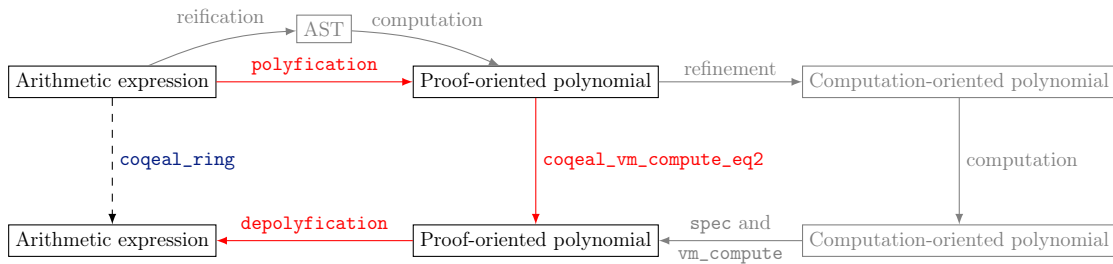 reification
AST
computation
Arithmetic expression
polyfication
Proof-oriented polynomial
refinement
Computation-oriented polynomial
coqeal_ring
coqeal_vm_compute_eq2
computation
Arithmetic expression
depolyfication
Proof-oriented polynomial
spec and
vm_compute
Computation-oriented polynomial